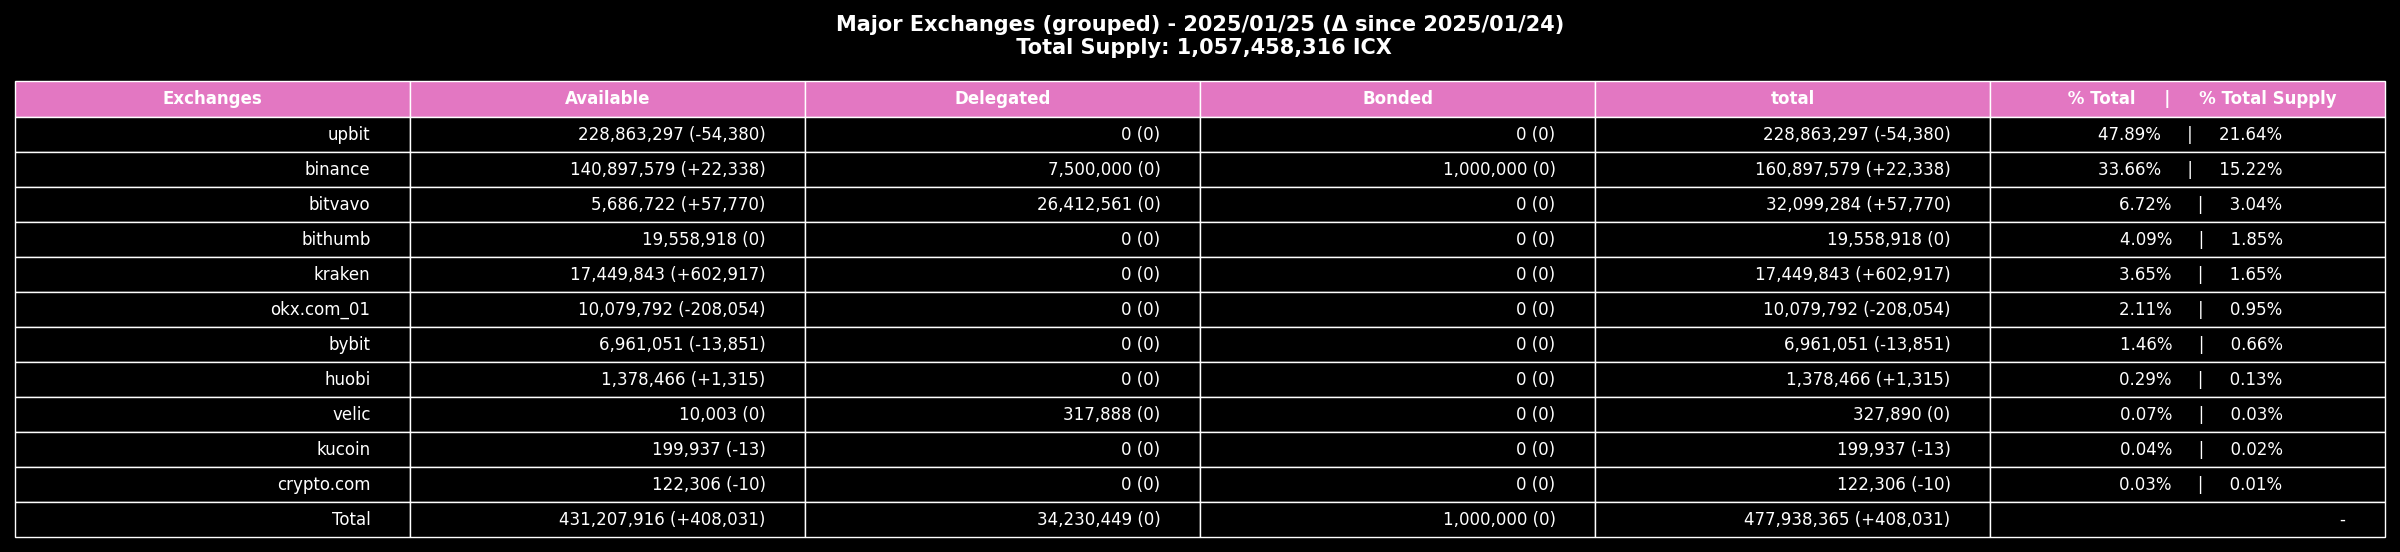 Major Exchanges (grouped) - 2025/01/25 (Δ since 2025/01/24)
Total Supply: 1,057,458,316 ICX
Exchanges Available Delegated Bonded total % Total | % Total Supply
upbit 228,863,297 (-54,380) 0 (0) 0 (0) 228,863,297 (-54,380) 47.89% | 21.64%
binance 140,897,579 (+22,338) 7,500,000 (0) 1,000,000 (0) 160,897,579 (+22,338) 33.66% | 15.22%
bitvavo 5,686,722 (+57,770) 26,412,561 (0) 0 (0) 32,099,284 (+57,770) 6.72% | 3.04%
bithumb 19,558,918 (0) 0 (0) 0 (0) 19,558,918 (0) 4.09% | 1.85%
kraken 17,449,843 (+602,917) 0 (0) 0 (0) 17,449,843 (+602,917) 3.65% | 1.65%
okx.com_01 10,079,792 (-208,054) 0 (0) 0 (0) 10,079,792 (-208,054) 2.11% | 0.95%
bybit 6,961,051 (-13,851) 0 (0) 0 (0) 6,961,051 (-13,851) 1.46% | 0.66%
huobi 1,378,466 (+1,315) 0 (0) 0 (0) 1,378,466 (+1,315) 0.29% | 0.13%
velic 10,003 (0) 317,888 (0) 0 (0) 327,890 (0) 0.07% | 0.03%
kucoin 199,937 (-13) 0 (0) 0 (0) 199,937 (-13) 0.04% | 0.02%
crypto.com 122,306 (-10) 0 (0) 0 (0) 122,306 (-10) 0.03% | 0.01%
Total 431,207,916 (+408,031) 34,230,449 (0) 1,000,000 (0) 477,938,365 (+408,031) -